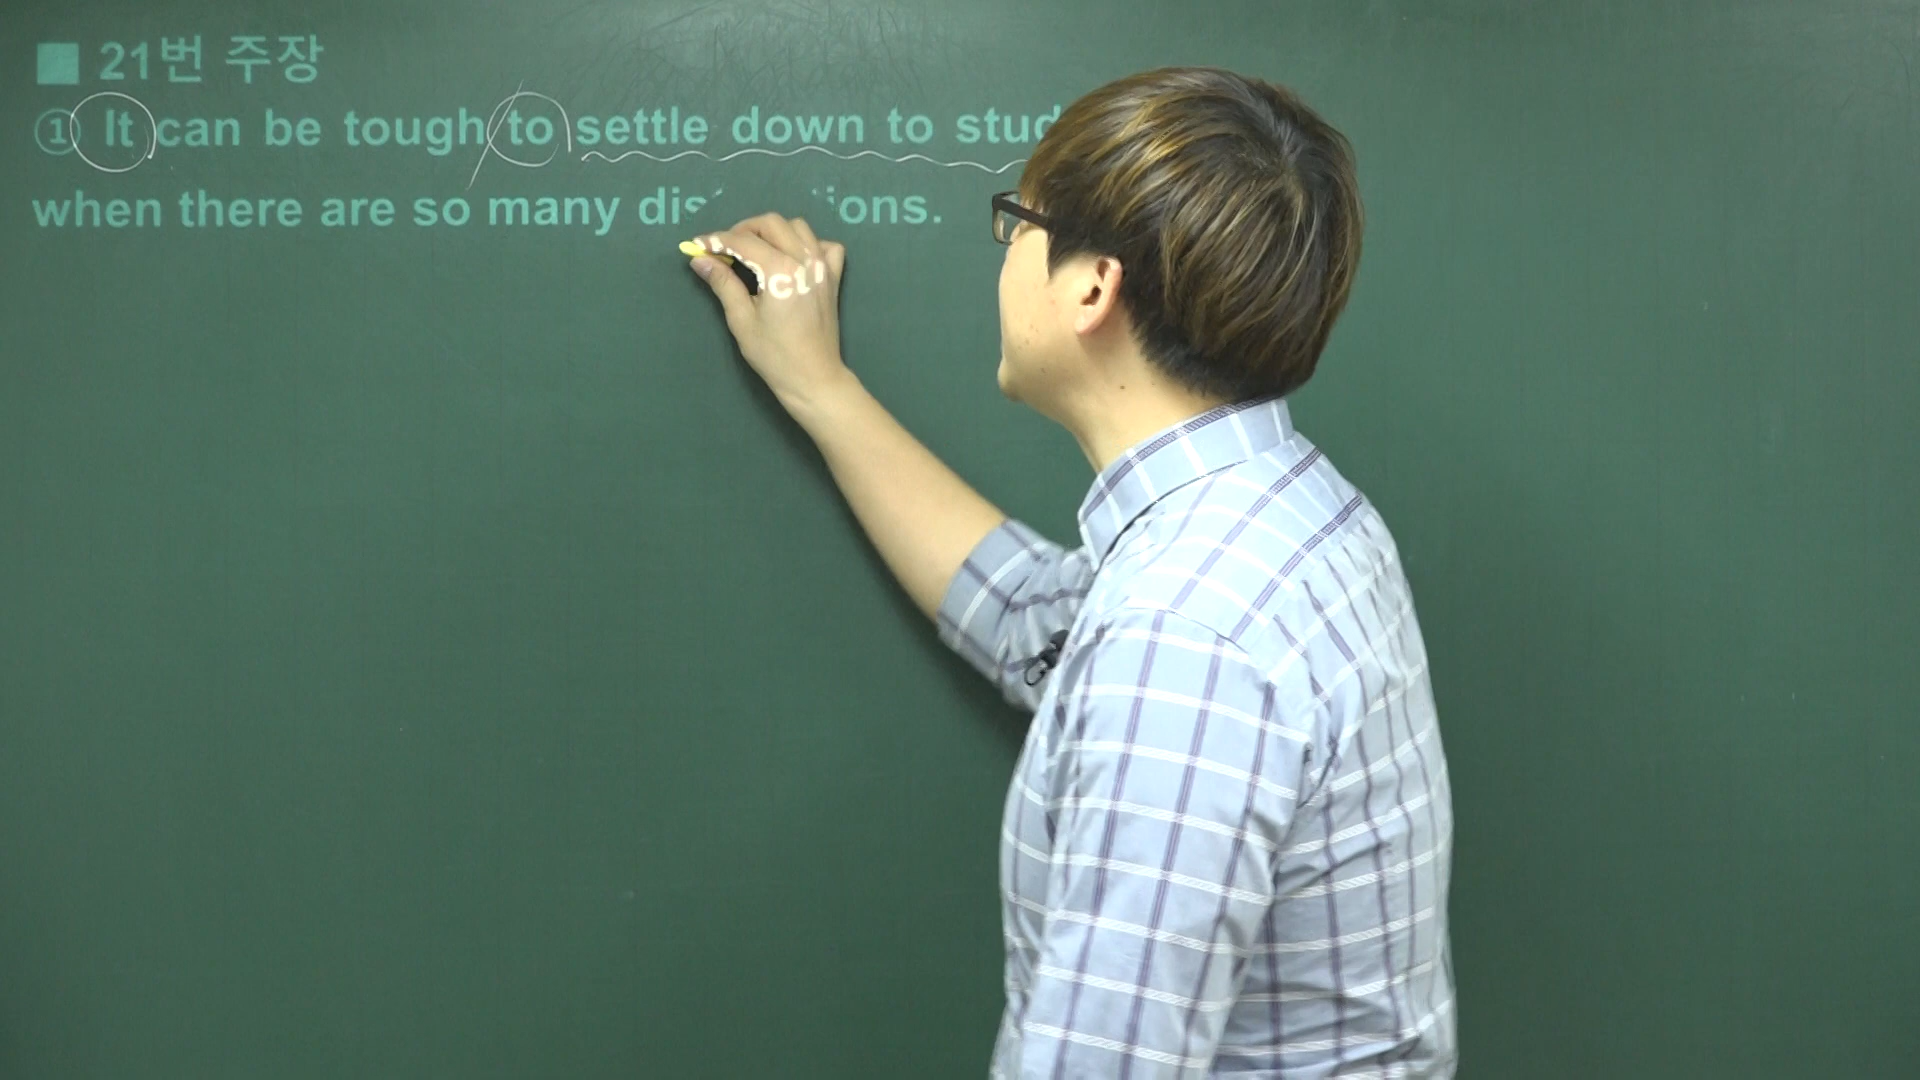 ■ 21번 주장
① It can be tough to settle down to
when there are so many